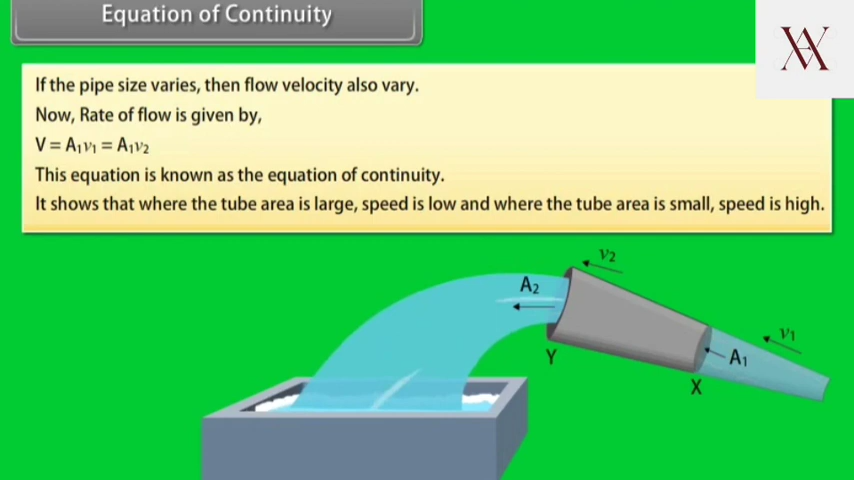 Equation of Continuity
If the pipe size varies, then flow velocity also vary.
Now, Rate of flow is given by,
V = A₁v₁ = A₁v₂
This equation is known as the equation of continuity.
It shows that where the tube area is large, speed is low and where the tube area is small, speed is high.
v₂
A₂
v₁
Y
A₁
X